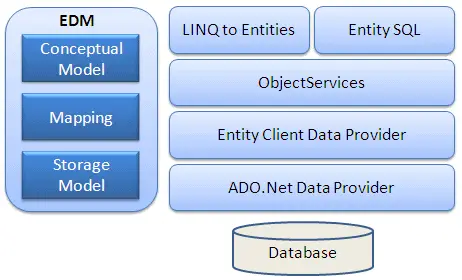 EDM
Conceptual
Model
Mapping
Storage
Model
LINQ to Entities
Entity SQL
ObjectServices
Entity Client Data Provider
ADO.Net Data Provider
Database